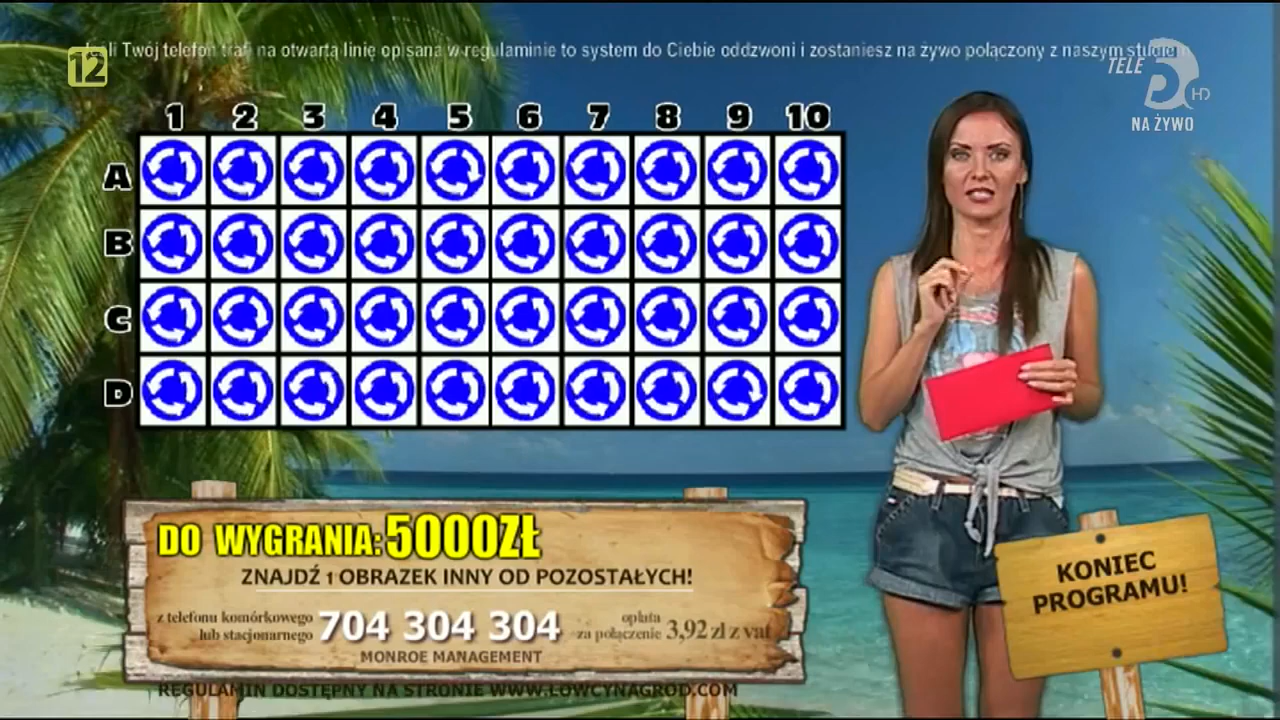 Twój telefon trafi na otwartą linię opisana w regulaminie to system do Ciebie oddzwoni i zostaniesz na żywo połączony z naszym studiem
12
TELE 5 HD
NA ŻYWO
1 2 3 4 5 6 7 8 9 10
A
B
C
D
DO WYGRANIA: 5000ZŁ
ZNAJDŹ 1 OBRAZEK INNY OD POZOSTAŁYCH!
z telefonu komórkowego
lub stacjonarnego
704 304 304
opłata
za połączenie 3,92 zl z vat
MONROE MANAGEMENT
REGULAMIN DOSTĘPNY NA STRONIE WWW.LOWCYNAGROD.COM
KONIEC
PROGRAMU!